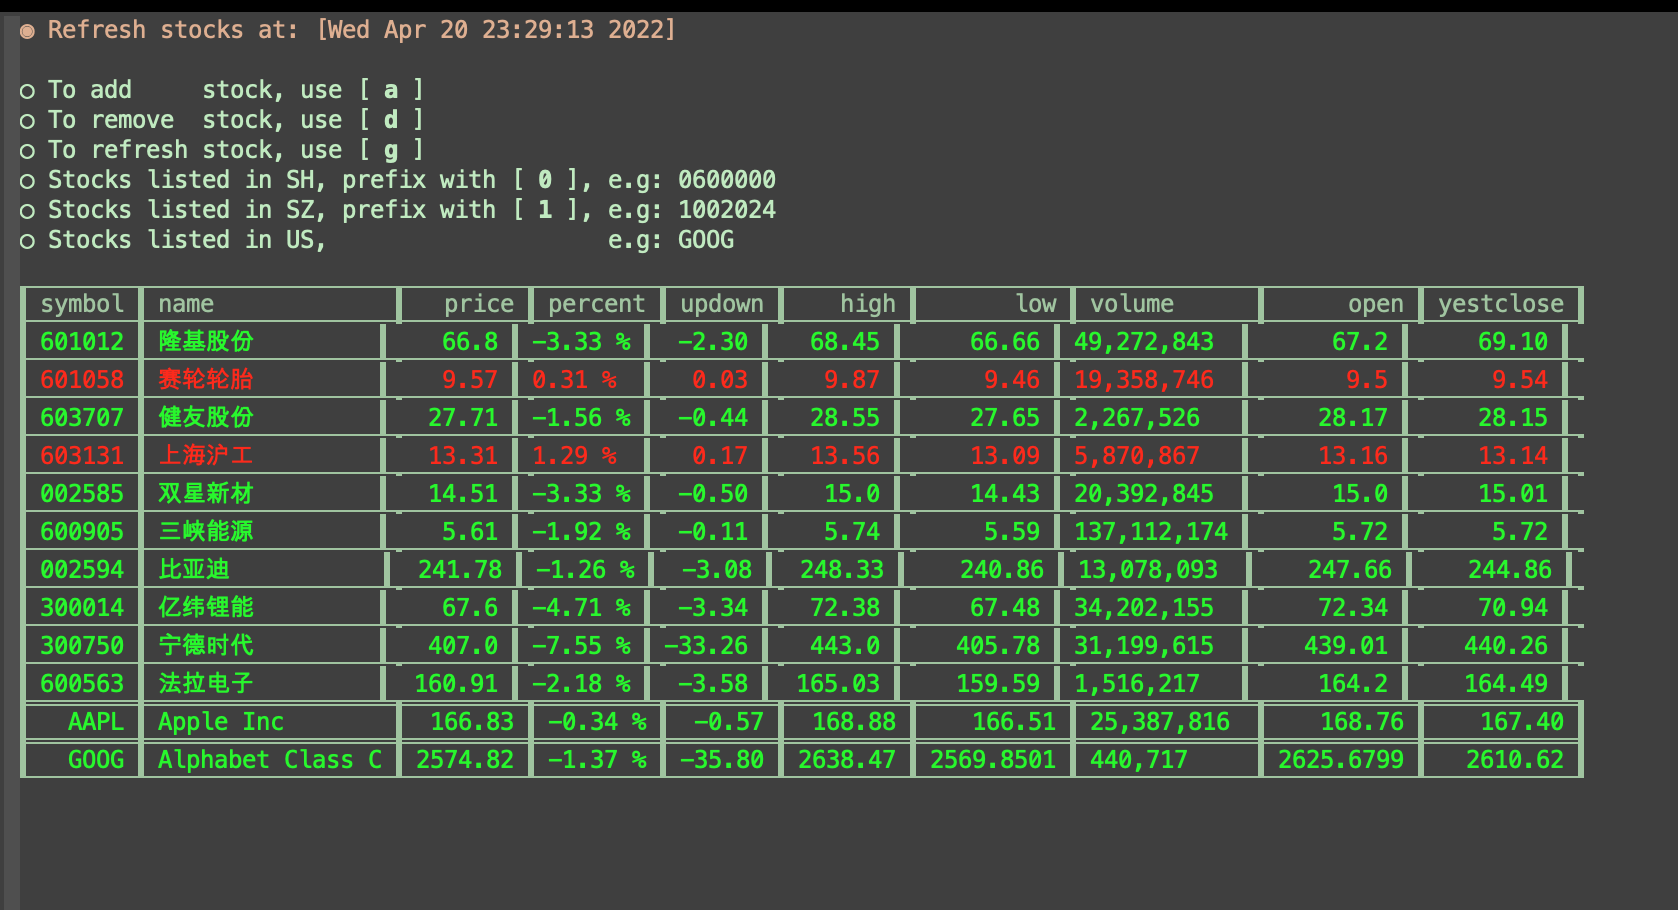 ◉ Refresh stocks at: [Wed Apr 20 23:29:13 2022]
○ To add     stock, use [ a ]
○ To remove  stock, use [ d ]
○ To refresh stock, use [ g ]
○ Stocks listed in SH, prefix with [ 0 ], e.g: 0600000
○ Stocks listed in SZ, prefix with [ 1 ], e.g: 1002024
○ Stocks listed in US,                    e.g: GOOG
symbol name price percent updown high low volume open yestclose
601012 隆基股份 66.8 -3.33 % -2.30 68.45 66.66 49,272,843 67.2 69.10
601058 赛轮轮胎 9.57 0.31 % 0.03 9.87 9.46 19,358,746 9.5 9.54
603707 健友股份 27.71 -1.56 % -0.44 28.55 27.65 2,267,526 28.17 28.15
603131 上海沪工 13.31 1.29 % 0.17 13.56 13.09 5,870,867 13.16 13.14
002585 双星新材 14.51 -3.33 % -0.50 15.0 14.43 20,392,845 15.0 15.01
600905 三峡能源 5.61 -1.92 % -0.11 5.74 5.59 137,112,174 5.72 5.72
002594 比亚迪 241.78 -1.26 % -3.08 248.33 240.86 13,078,093 247.66 244.86
300014 亿纬锂能 67.6 -4.71 % -3.34 72.38 67.48 34,202,155 72.34 70.94
300750 宁德时代 407.0 -7.55 % -33.26 443.0 405.78 31,199,615 439.01 440.26
600563 法拉电子 160.91 -2.18 % -3.58 165.03 159.59 1,516,217 164.2 164.49
AAPL Apple Inc 166.83 -0.34 % -0.57 168.88 166.51 25,387,816 168.76 167.40
GOOG Alphabet Class C 2574.82 -1.37 % -35.80 2638.47 2569.8501 440,717 2625.6799 2610.62